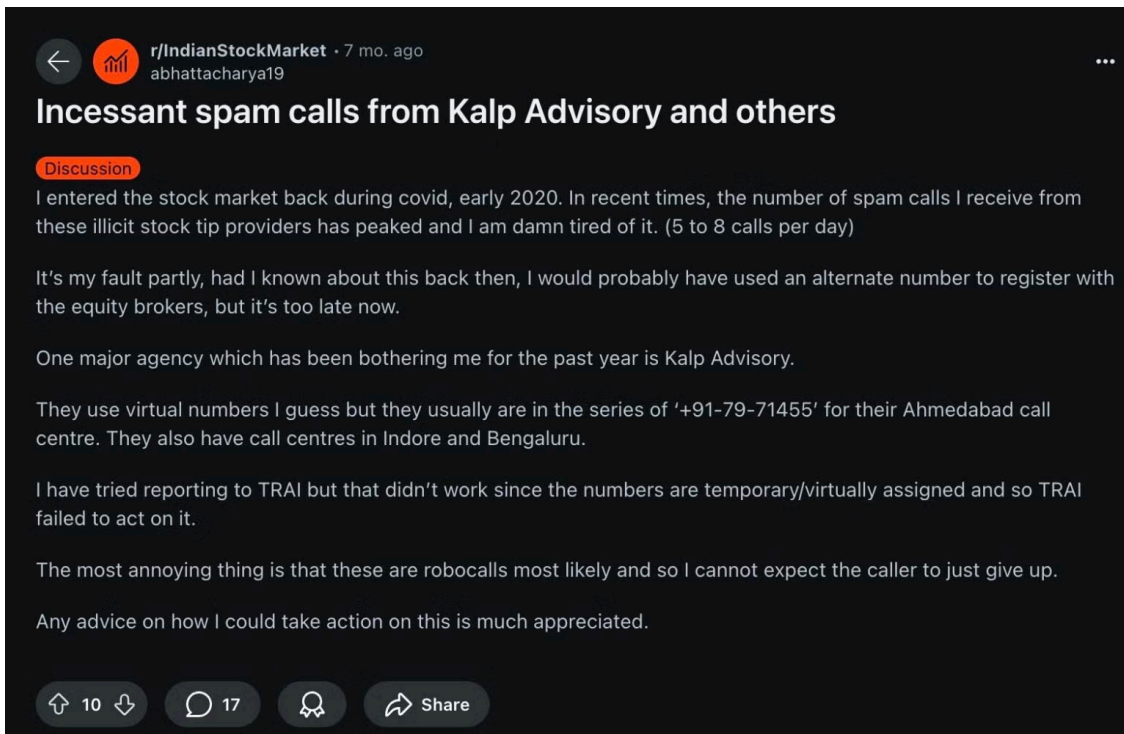 r/IndianStockMarket • 7 mo. ago
abhattacharya19
Incessant spam calls from Kalp Advisory and others
Discussion
I entered the stock market back during covid, early 2020. In recent times, the number of spam calls I receive from
these illicit stock tip providers has peaked and I am damn tired of it. (5 to 8 calls per day)
It’s my fault partly, had I known about this back then, I would probably have used an alternate number to register with
the equity brokers, but it’s too late now.
One major agency which has been bothering me for the past year is Kalp Advisory.
They use virtual numbers I guess but they usually are in the series of ‘+91-79-71455’ for their Ahmedabad call
centre. They also have call centres in Indore and Bengaluru.
I have tried reporting to TRAI but that didn’t work since the numbers are temporary/virtually assigned and so TRAI
failed to act on it.
The most annoying thing is that these are robocalls most likely and so I cannot expect the caller to just give up.
Any advice on how I could take action on this is much appreciated.
10 17 Share